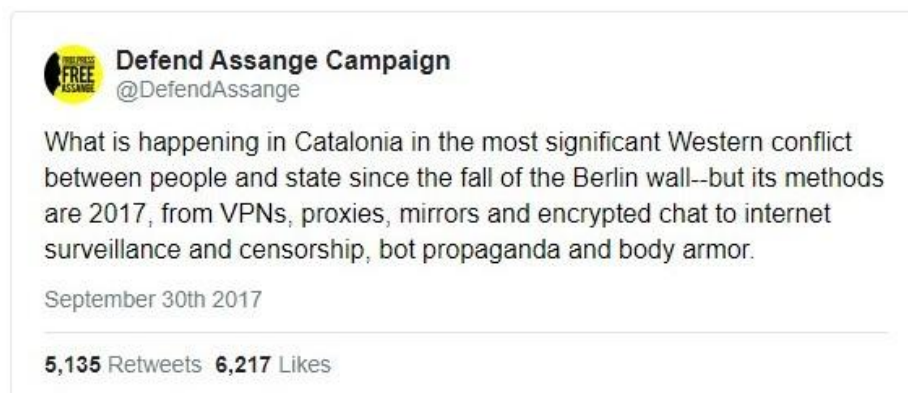 FREE PRESS
FREE
ASSANGE
Defend Assange Campaign
@DefendAssange
What is happening in Catalonia in the most significant Western conflict
between people and state since the fall of the Berlin wall--but its methods
are 2017, from VPNs, proxies, mirrors and encrypted chat to internet
surveillance and censorship, bot propaganda and body armor.
September 30th 2017
5,135 Retweets 6,217 Likes